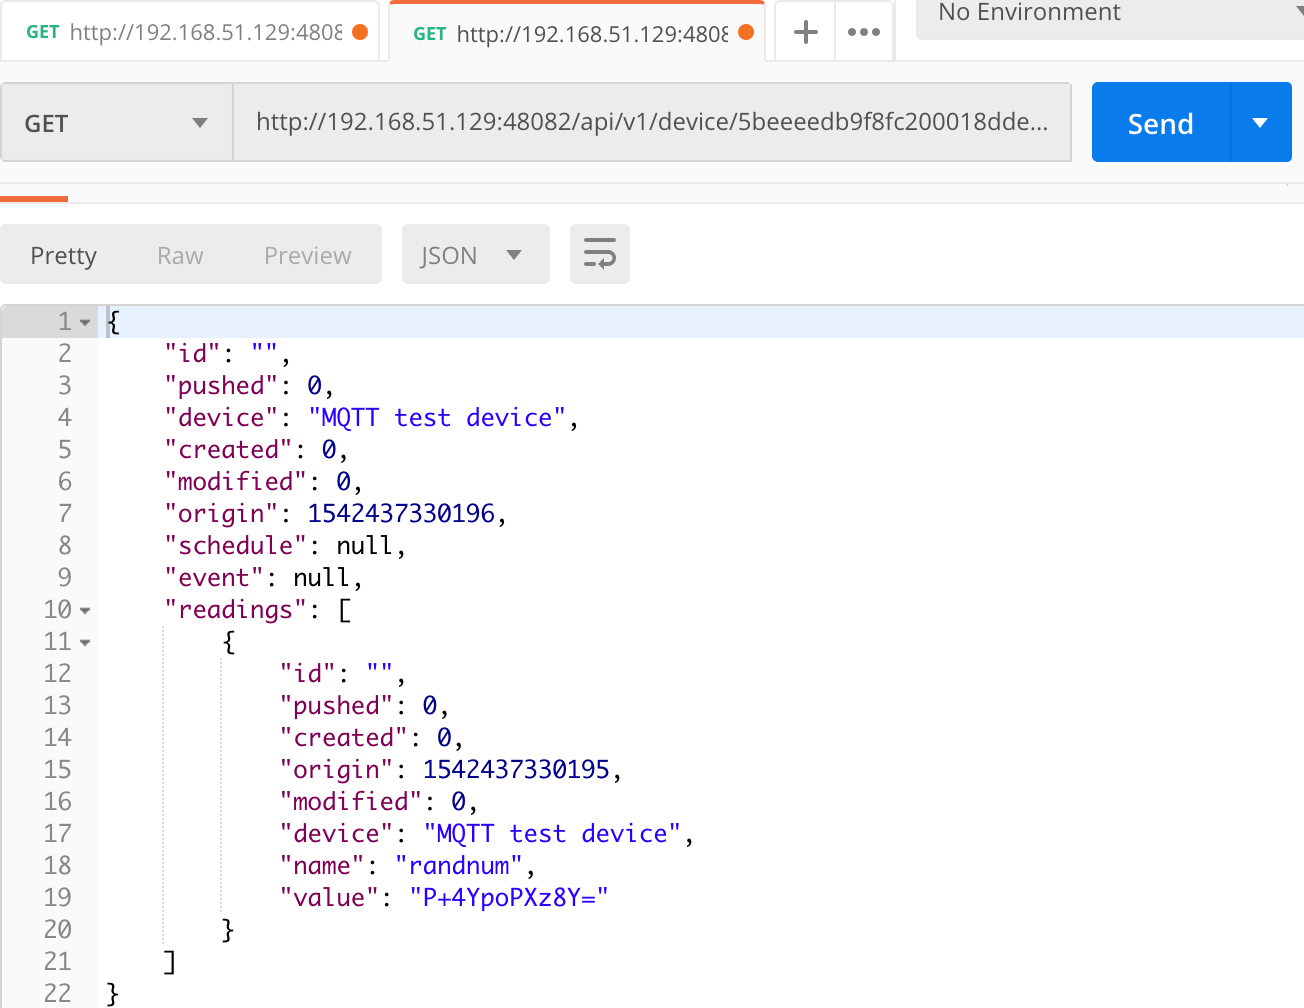 GET http://192.168.51.129:4808 GET http://192.168.51.129:4808 No Environment
GET http://192.168.51.129:48082/api/v1/device/5beeeedb9f8fc200018dde... Send
Pretty Raw Preview JSON
1 {
2 "id": "",
3 "pushed": 0,
4 "device": "MQTT test device",
5 "created": 0,
6 "modified": 0,
7 "origin": 1542437330196,
8 "schedule": null,
9 "event": null,
10 "readings": [
11 {
12 "id": "",
13 "pushed": 0,
14 "created": 0,
15 "origin": 1542437330195,
16 "modified": 0,
17 "device": "MQTT test device",
18 "name": "randnum",
19 "value": "P+4YpoPXz8Y="
20 }
21 ]
22 }